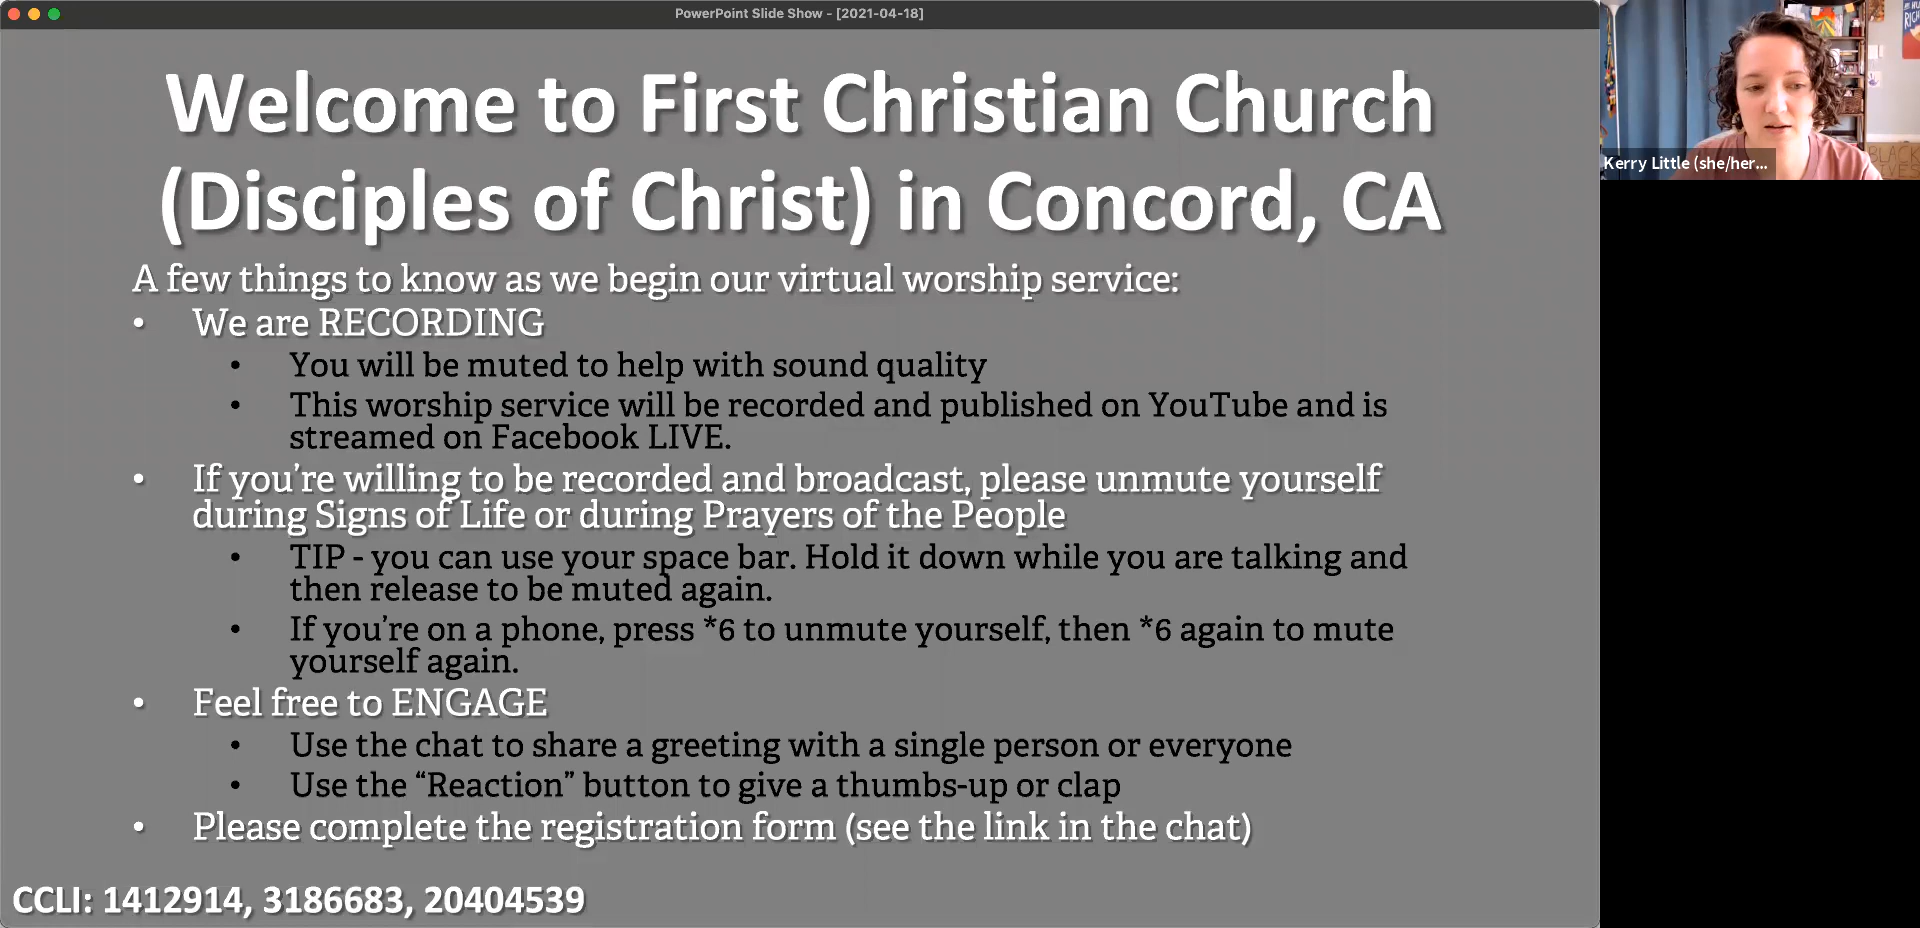 PowerPoint Slide Show - [2021-04-18]
Welcome to First Christian Church
(Disciples of Christ) in Concord, CA
A few things to know as we begin our virtual worship service:
• We are RECORDING
• You will be muted to help with sound quality
• This worship service will be recorded and published on YouTube and is
streamed on Facebook LIVE.
• If you’re willing to be recorded and broadcast, please unmute yourself
during Signs of Life or during Prayers of the People
• TIP - you can use your space bar. Hold it down while you are talking and
then release to be muted again.
• If you’re on a phone, press *6 to unmute yourself, then *6 again to mute
yourself again.
• Feel free to ENGAGE
• Use the chat to share a greeting with a single person or everyone
• Use the “Reaction” button to give a thumbs-up or clap
• Please complete the registration form (see the link in the chat)
CCLI: 1412914, 3186683, 20404539
Kerry Little (she/her...
BLACK